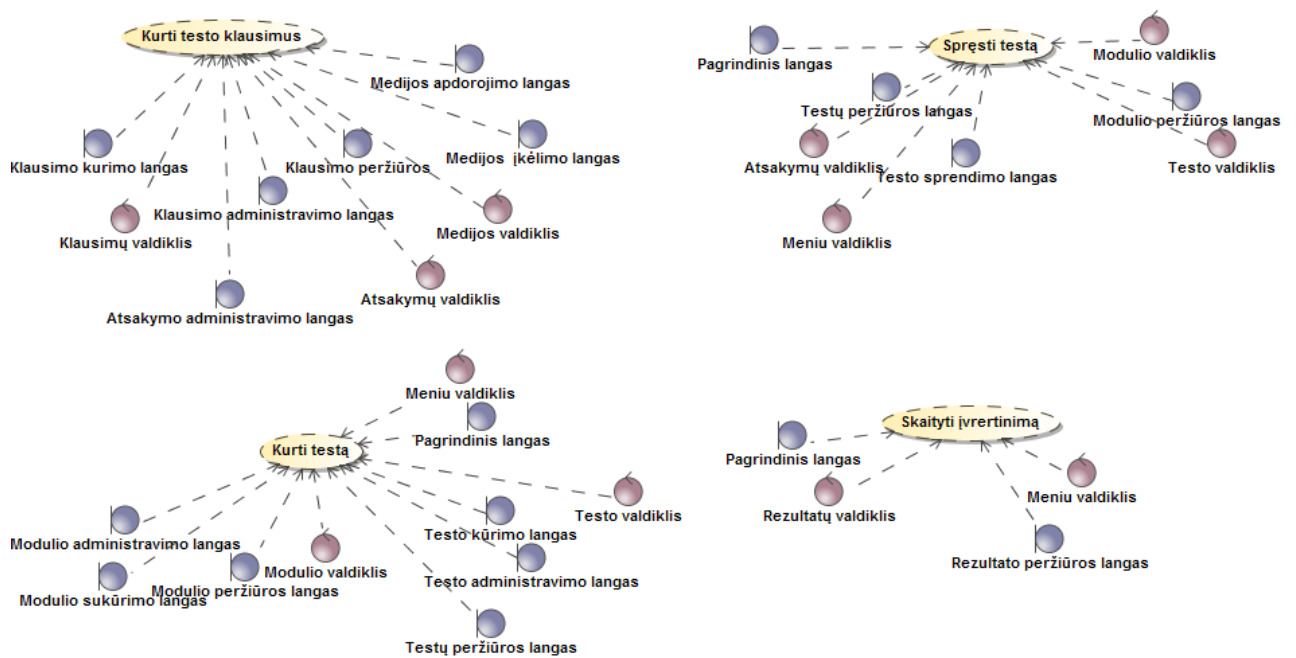 Kurti testo klausimus
Medijos apdorojimo langas
Klausimo kurimo langas
Klausimo peržiūros
Medijos įkėlimo langas
Klausimo administravimo langas
Klausimų valdiklis
Medijos valdiklis
Atsakymų valdiklis
Atsakymo administravimo langas
Spręsti testą
Pagrindinis langas
Modulio valdiklis
Testų peržiūros langas
Modulio peržiūros langas
Atsakymų valdiklis
Testo sprendimo langas
Testo valdiklis
Meniu valdiklis
Meniu valdiklis
Pagrindinis langas
Kurti testą
Testo valdiklis
Testo kūrimo langas
Modulio administravimo langas
Modulio valdiklis
Testo administravimo langas
Modulio peržiūros langas
Modulio sukūrimo langas
Testų peržiūros langas
Skaityti įvrertinimą
Pagrindinis langas
Meniu valdiklis
Rezultatų valdiklis
Rezultato peržiūros langas